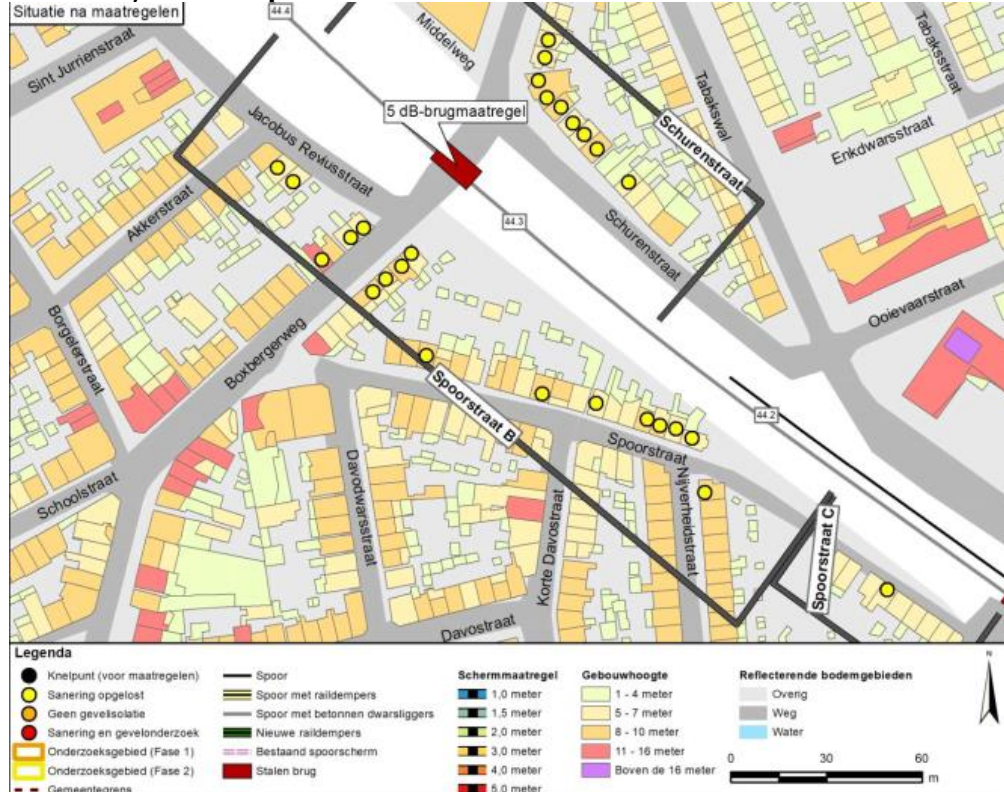 Situatie na maatregelen
44.4
Middelweg
Sint Jurrienstraat
Tabaksstraat
Tabakswal
5 dB-brugmaatregel
Jacobus Reviusstraat
Schurenstraat
Enkdwarsstraat
Akkerstraat
44.3
Schurenstraat
Ooievaarstraat
Borgelerstraat
Boxbergerweg
Spoorstraat B
44.2
Spoorstraat
Schoolstraat
Davodwarsstraat
Nijverheidstraat
Korte Davostraat
Spoorstraat C
Davostraat
Legenda
Knelpunt (voor maatregelen)
Sanering opgelost
Geen gevelisolatie
Sanering en gevelonderzoek
Onderzoeksgebied (Fase 1)
Onderzoeksgebied (Fase 2)
Gemeentegrens
Spoor
Spoor met raildempers
Spoor met betonnen dwarsliggers
Nieuwe raildempers
Bestaand spoorscherm
Stalen brug
Schermmaatregel
1,0 meter
1,5 meter
2,0 meter
3,0 meter
4,0 meter
5,0 meter
Gebouwhoogte
1 - 4 meter
5 - 7 meter
8 - 10 meter
11 - 16 meter
Boven de 16 meter
Reflecterende bodemgebieden
Overig
Weg
Water
N
0 30 60
m